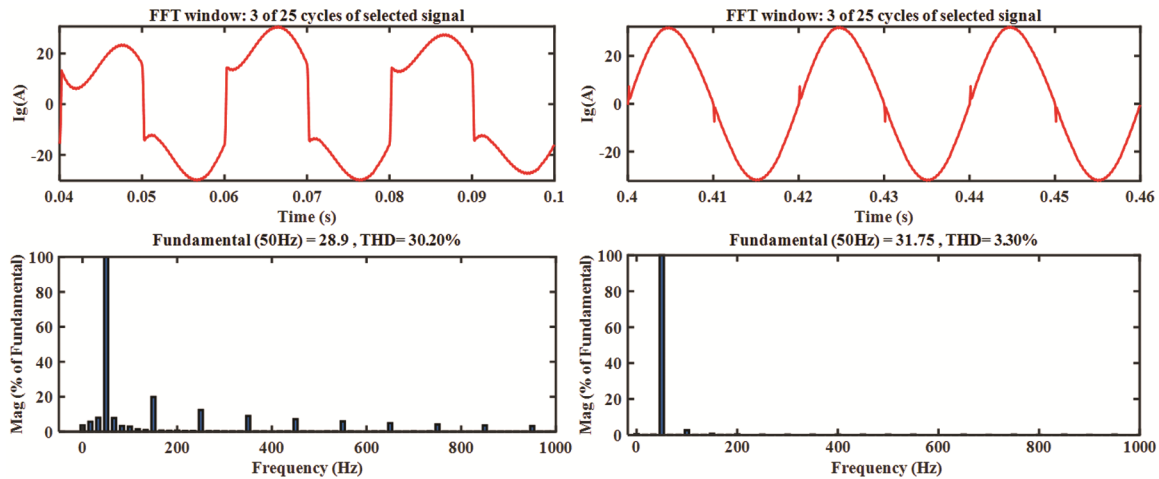 FFT window: 3 of 25 cycles of selected signal
Ig(A)
20
0
-20
0.04 0.05 0.06 0.07 0.08 0.09 0.1
Time (s)
Fundamental (50Hz) = 28.9 , THD= 30.20%
Mag (% of Fundamental)
100
80
60
40
20
0
0 200 400 600 800 1000
Frequency (Hz)
FFT window: 3 of 25 cycles of selected signal
Ig(A)
20
0
-20
0.4 0.41 0.42 0.43 0.44 0.45 0.46
Time (s)
Fundamental (50Hz) = 31.75 , THD= 3.30%
Mag (% of Fundamental)
100
80
60
40
20
0
0 200 400 600 800 1000
Frequency (Hz)